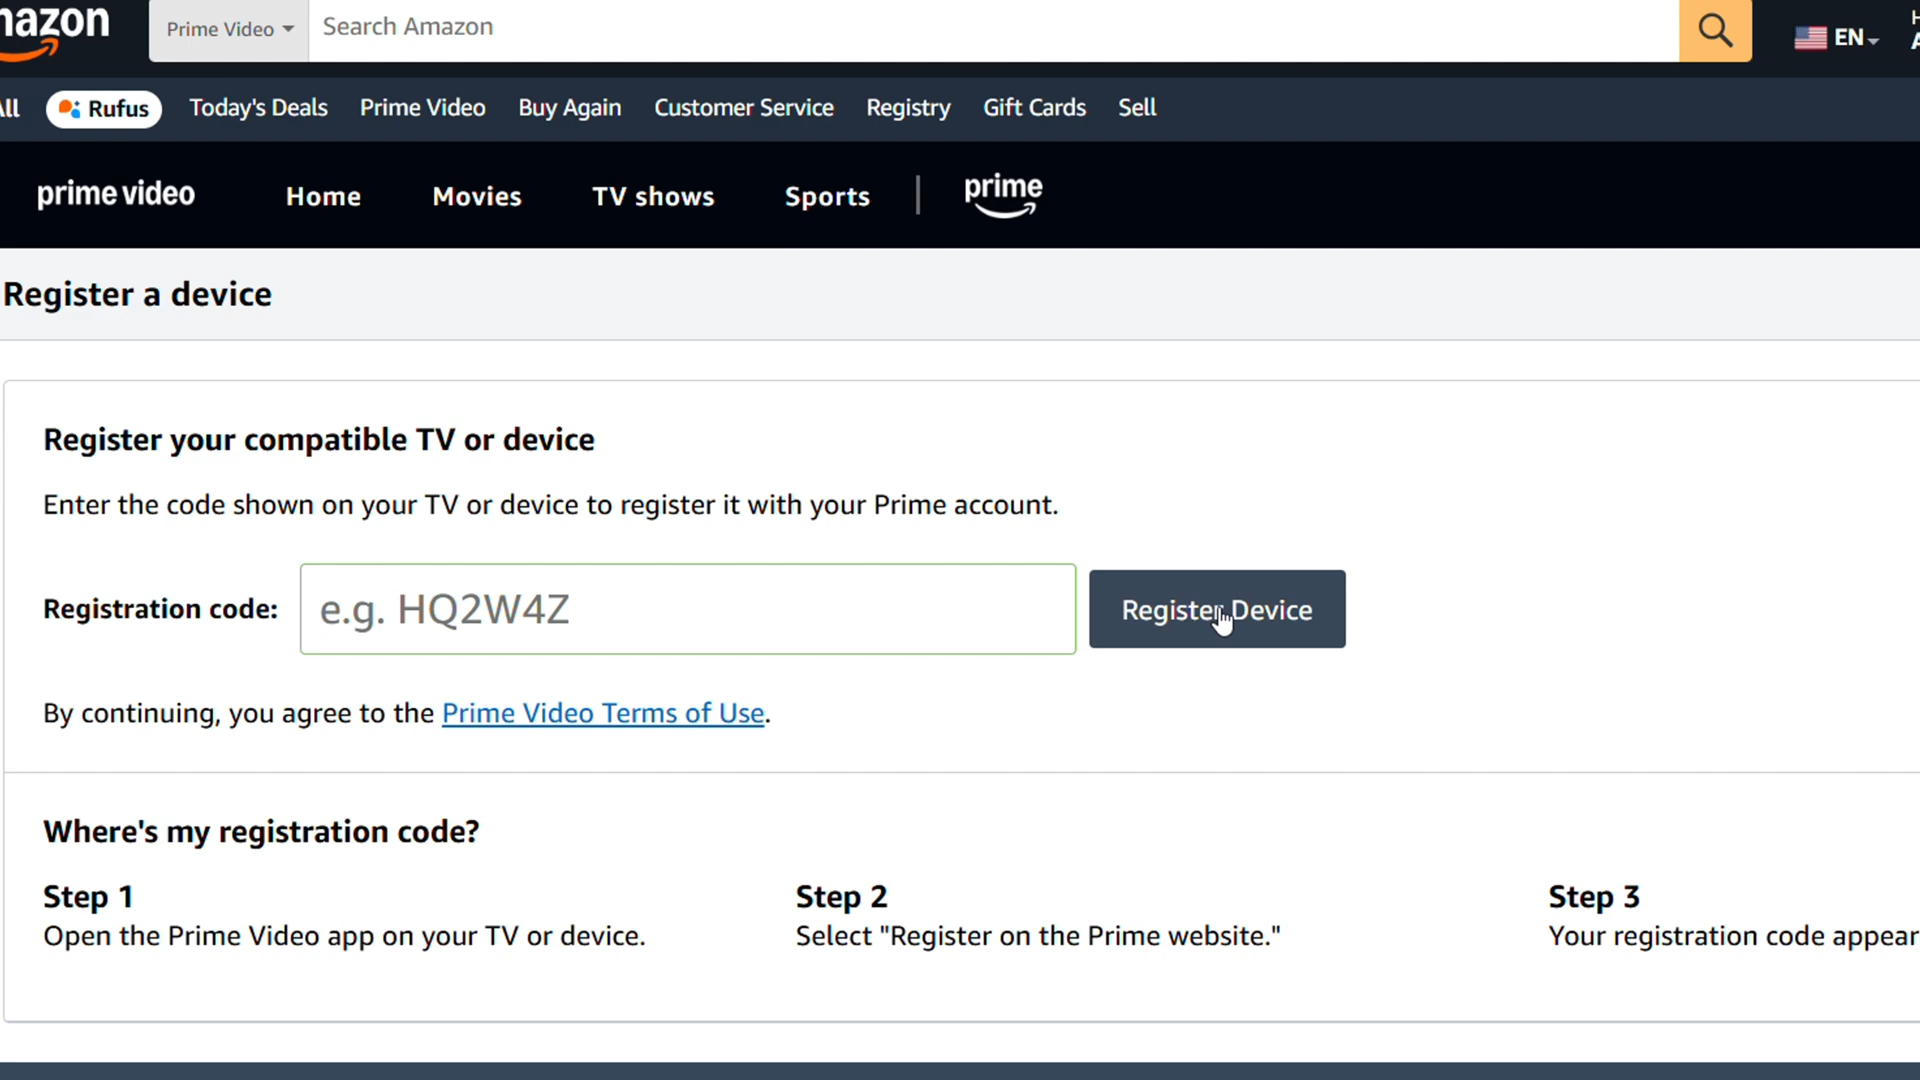 Prime Video
Search Amazon
EN
Rufus
Today's Deals
Prime Video
Buy Again
Customer Service
Registry
Gift Cards
Sell
prime video
Home
Movies
TV shows
Sports
prime
Register a device
Register your compatible TV or device
Enter the code shown on your TV or device to register it with your Prime account.
Registration code:
e.g. HQ2W4Z
Register Device
By continuing, you agree to the Prime Video Terms of Use.
Where's my registration code?
Step 1
Open the Prime Video app on your TV or device.
Step 2
Select "Register on the Prime website."
Step 3
Your registration code appear